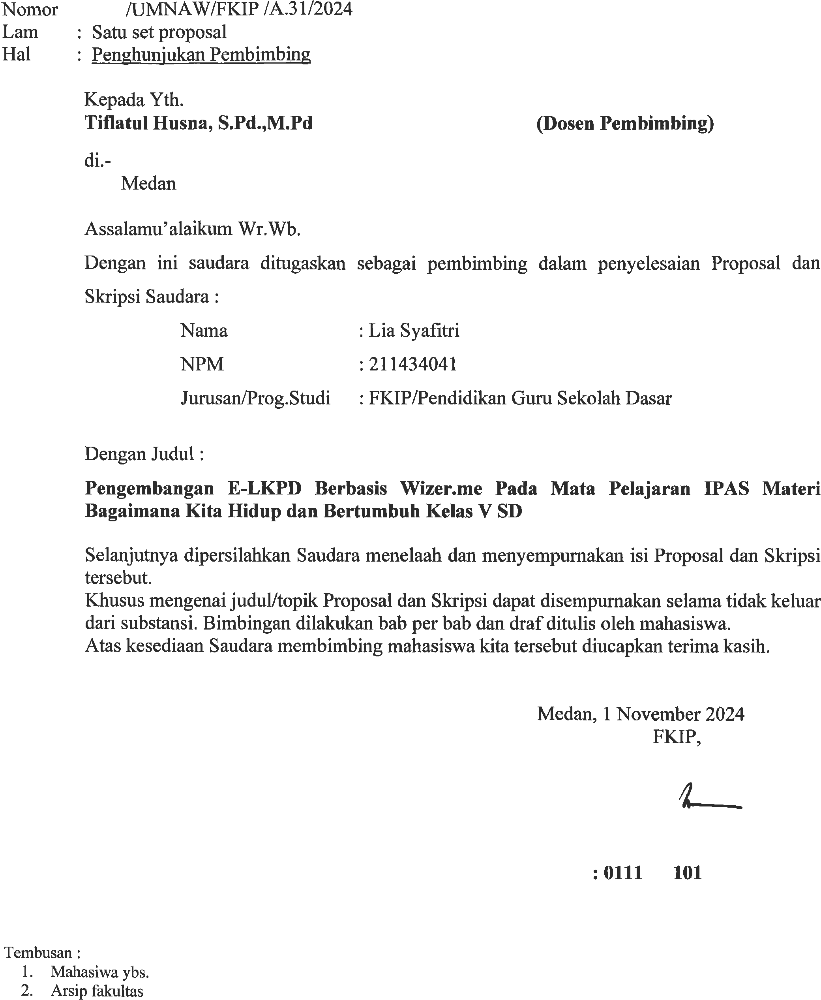 Nomor /UMNAW/FKIP /A.31/2024
Lam : Satu set proposal
Hal : Penghunjukan Pembimbing
Kepada Yth.
Tiflatul Husna, S.Pd.,M.Pd (Dosen Pembimbing)
di.-
Medan
Assalamu'alaikum Wr.Wb.
Dengan ini saudara ditugaskan sebagai pembimbing dalam penyelesaian Proposal dan
Skripsi Saudara :
Nama : Lia Syafitri
NPM : 211434041
Jurusan/Prog.Studi : FKIP/Pendidikan Guru Sekolah Dasar
Dengan Judul :
Pengembangan E-LKPD Berbasis Wizer.me Pada Mata Pelajaran IPAS Materi
Bagaimana Kita Hidup dan Bertumbuh Kelas V SD
Selanjutnya dipersilahkan Saudara menelaah dan menyempurnakan isi Proposal dan Skripsi
tersebut.
Khusus mengenai judul/topik Proposal dan Skripsi dapat disempurnakan selama tidak keluar
dari substansi. Bimbingan dilakukan bab per bab dan draf ditulis oleh mahasiswa.
Atas kesediaan Saudara membimbing mahasiswa kita tersebut diucapkan terima kasih.
Medan, 1 November 2024
FKIP,
: 0111 101
Tembusan :
1. Mahasiwa ybs.
2. Arsip fakultas